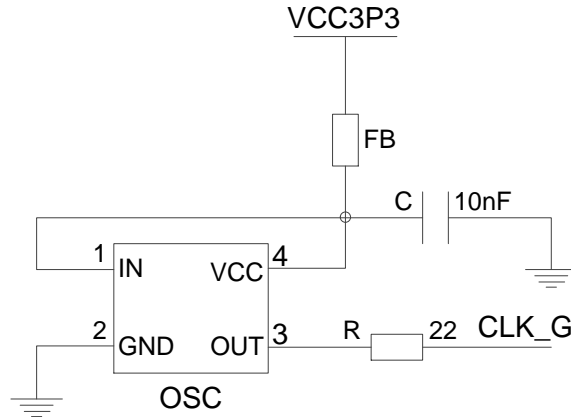 VCC3P3
FB
C 10nF
1 IN VCC 4
2 GND OUT 3 R 22 CLK_G
OSC